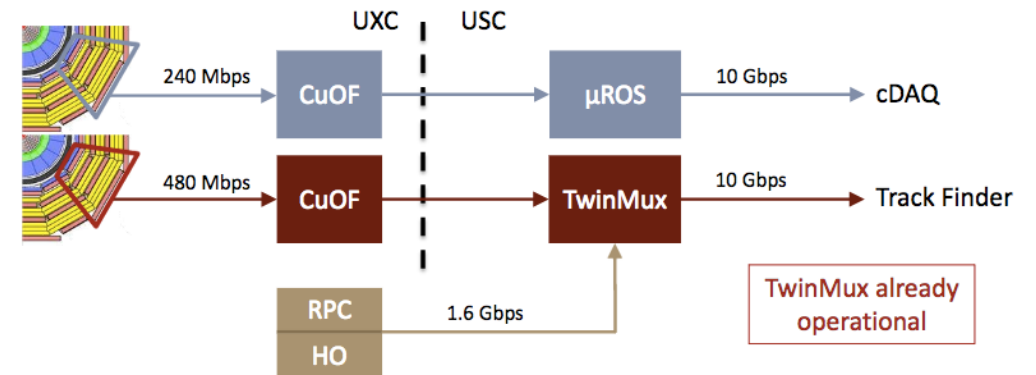 UXC USC
240 Mbps CuOF μROS 10 Gbps cDAQ
480 Mbps CuOF TwinMux 10 Gbps Track Finder
RPC
1.6 Gbps
HO
TwinMux already
operational